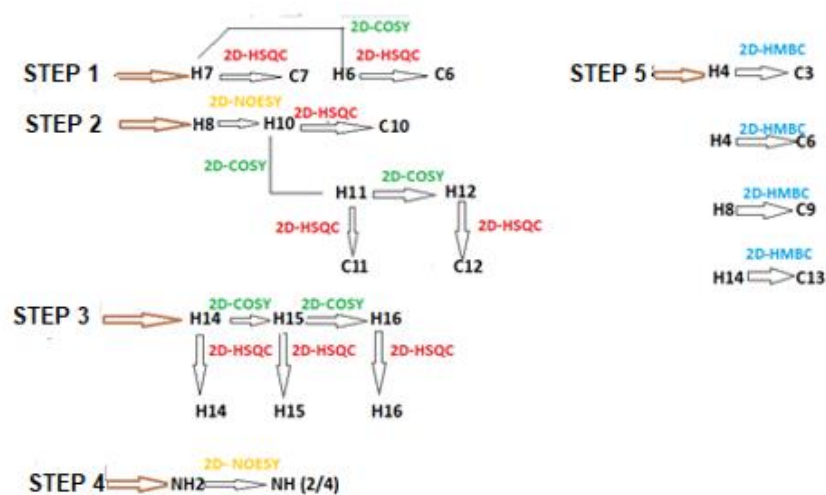 2D-COSY
STEP 1 H7 2D-HSQC C7 H6 2D-HSQC C6
STEP 2 H8 2D-NOESY H10 2D-HSQC C10
2D-COSY H11 2D-COSY H12
2D-HSQC 2D-HSQC
C11 C12
STEP 3 H14 2D-COSY H15 2D-COSY H16
2D-HSQC 2D-HSQC 2D-HSQC
H14 H15 H16
STEP 4 NH2 2D- NOESY NH (2/4)
STEP 5 H4 2D-HMBC C3
H4 2D-HMBC C6
H8 2D-HMBC C9
H14 2D-HMBC C13